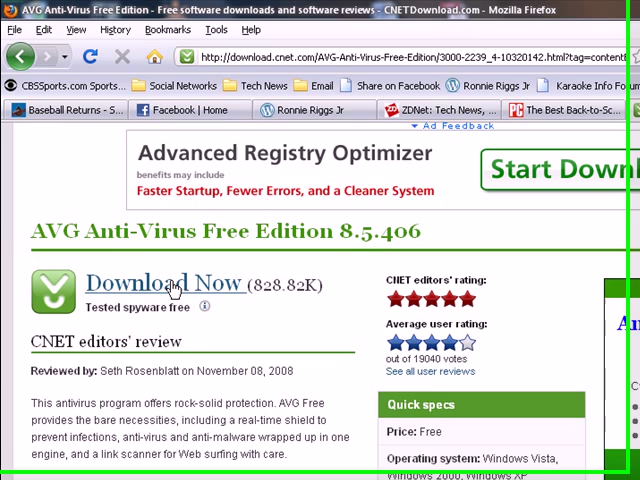 AVG Anti-Virus Free Edition - Free software downloads and software reviews - CNETDownload.com - Mozilla Firefox
File Edit View History Bookmarks Tools Help
http://download.cnet.com/AVG-Anti-Virus-Free-Edition/3000-2239_4-10320142.html?tag=contentB
CBSSports.com Sports... Social Networks Tech News Email Share on Facebook Ronnie Riggs Jr Karaoke Info Forum
Baseball Returns - S... Facebook | Home Ronnie Riggs Jr ZDNet: Tech News, ... PC The Best Back-to-Sc...
Ad Feedback
Advanced Registry Optimizer
benefits may include
Faster Startup, Fewer Errors, and a Cleaner System
Start Downl
AVG Anti-Virus Free Edition 8.5.406
Download Now (828.82K)
Tested spyware free
CNET editors' review
Reviewed by: Seth Rosenblatt on November 08, 2008
This antivirus program offers rock-solid protection. AVG Free
provides the bare necessities, including a real-time shield to
prevent infections, anti-virus and anti-malware wrapped up in one
engine, and a link scanner for Web surfing with care.
CNET editors' rating:
Average user rating:
out of 19040 votes
See all user reviews
Quick specs
Price: Free
Operating system: Windows Vista,
Windows 2000, Windows XP